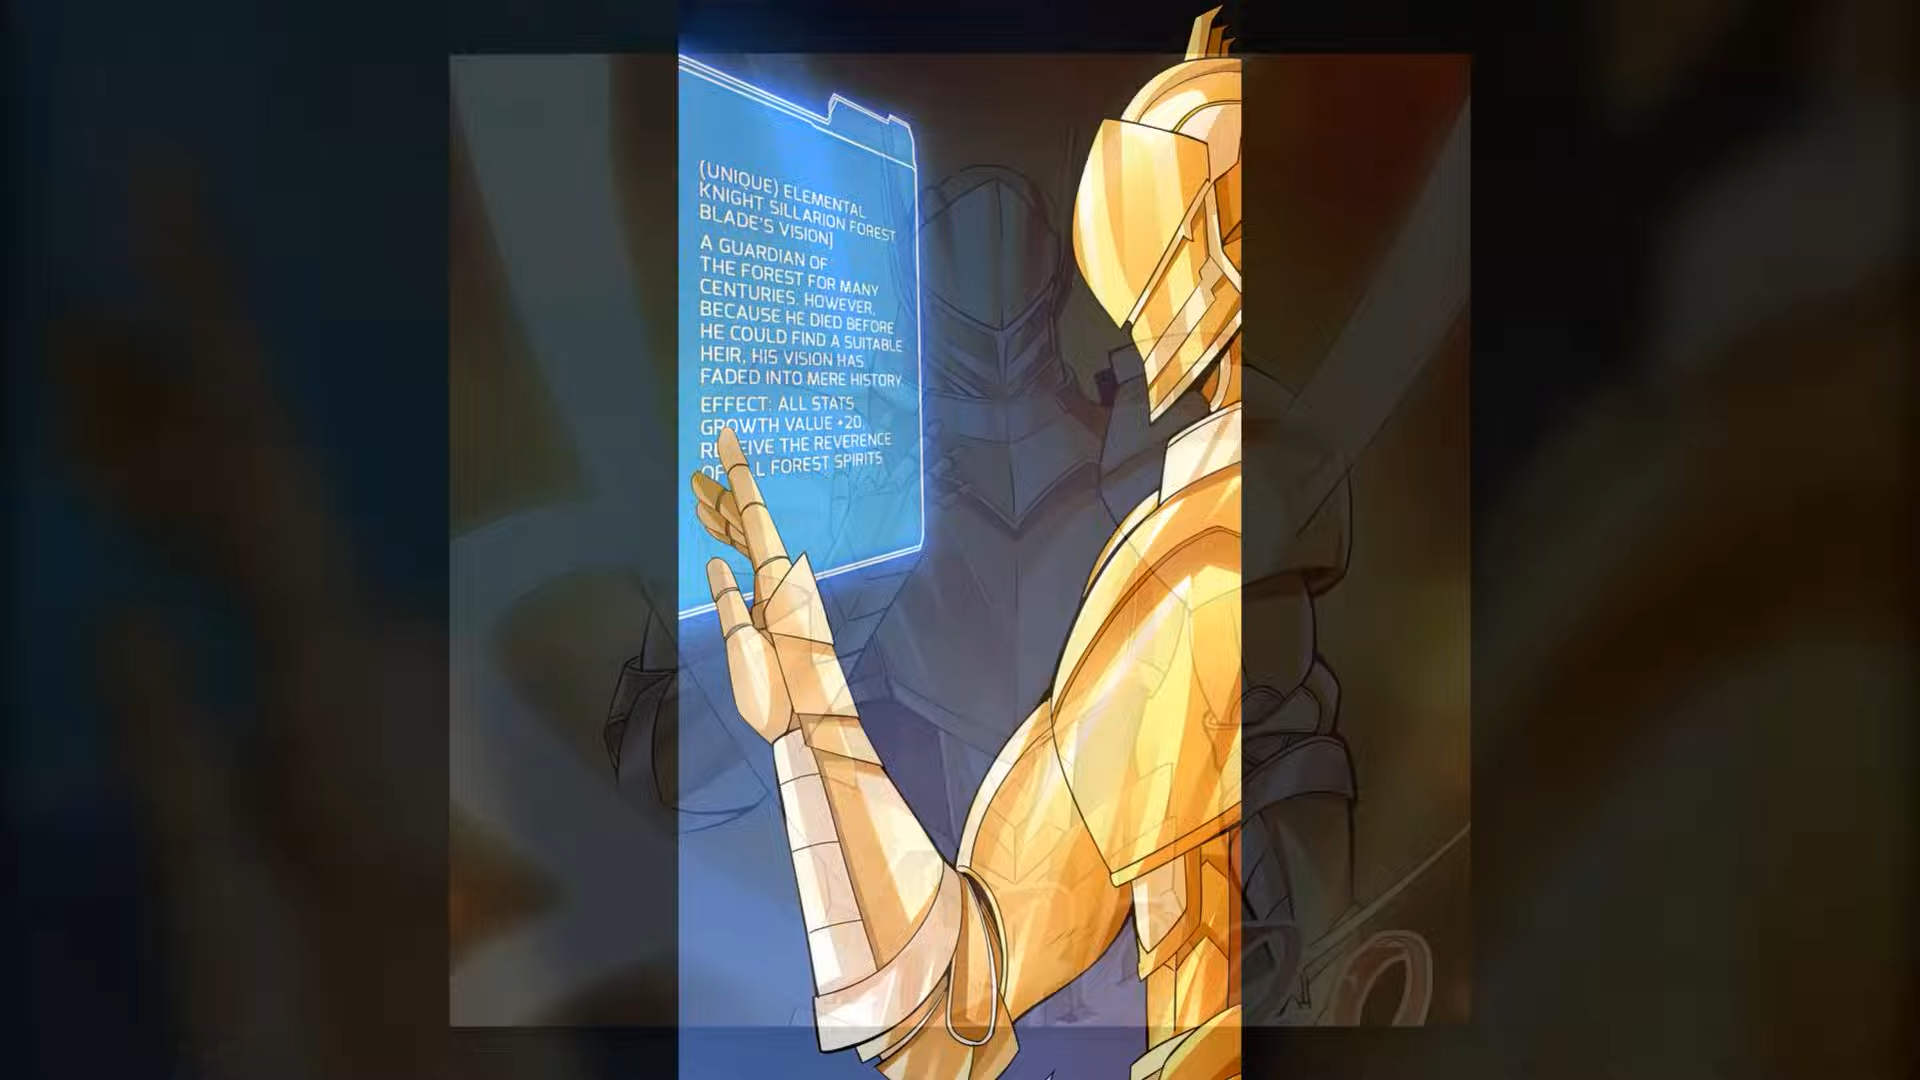 (UNIQUE) ELEMENTAL
KNIGHT SILLARION FOREST
BLADE'S VISION]
A GUARDIAN OF
THE FOREST FOR MANY
CENTURIES. HOWEVER,
BECAUSE HE DIED BEFORE
HE COULD FIND A SUITABLE
HEIR, HIS VISION HAS
FADED INTO MERE HISTORY.
EFFECT: ALL STATS
GROWTH VALUE +20
THE REVERENCE
FOREST SPIRITS